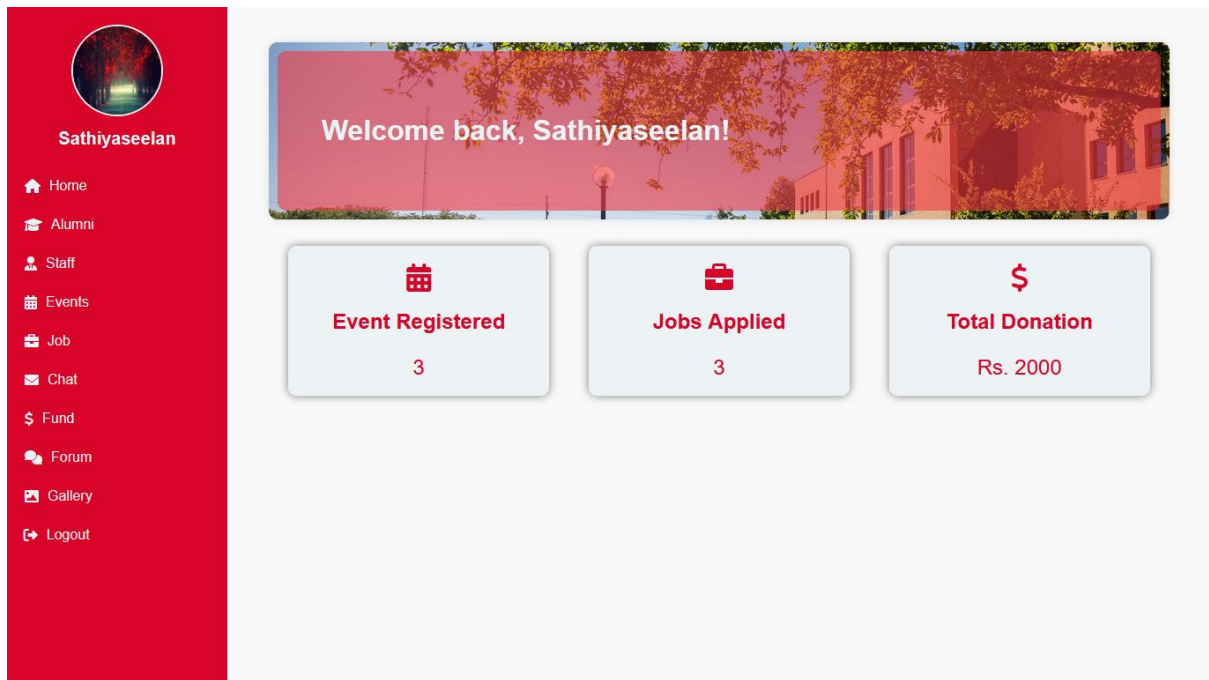 Sathiyaseelan
Home
Alumni
Staff
Events
Job
Chat
Fund
Forum
Gallery
Logout
Welcome back, Sathiyaseelan!
Event Registered
3
Jobs Applied
3
Total Donation
Rs. 2000